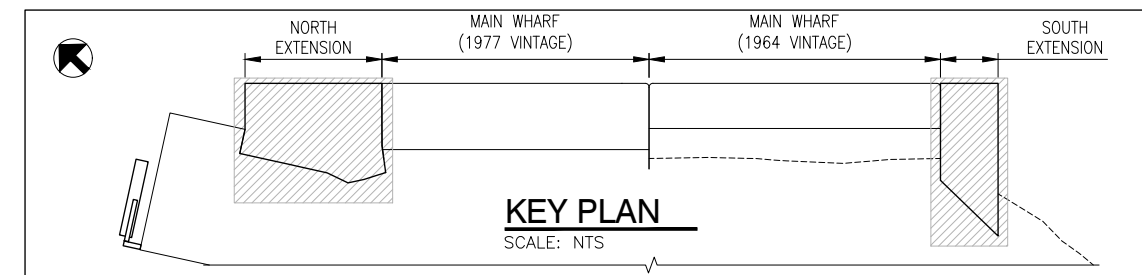 NORTH
EXTENSION
MAIN WHARF
(1977 VINTAGE)
MAIN WHARF
(1964 VINTAGE)
SOUTH
EXTENSION
KEY PLAN
SCALE: NTS